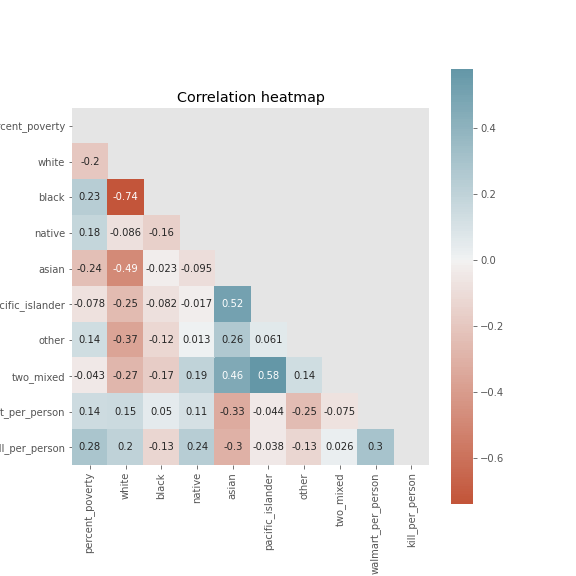 Correlation heatmap
cent_poverty
white -0.2
black 0.23 -0.74
native 0.18 -0.086 -0.16
asian -0.24 -0.49 -0.023 -0.095
cific_islander -0.078 -0.25 -0.082 -0.017 0.52
other 0.14 -0.37 -0.12 0.013 0.26 0.061
two_mixed -0.043 -0.27 -0.17 0.19 0.46 0.58 0.14
t_per_person 0.14 0.15 0.05 0.11 -0.33 -0.044 -0.25 -0.075
ll_per_person 0.28 0.2 -0.13 0.24 -0.3 -0.038 -0.13 0.026 0.3
percent_poverty white black native asian pacific_islander other two_mixed walmart_per_person kill_per_person
0.4
0.2
0.0
−0.2
−0.4
−0.6